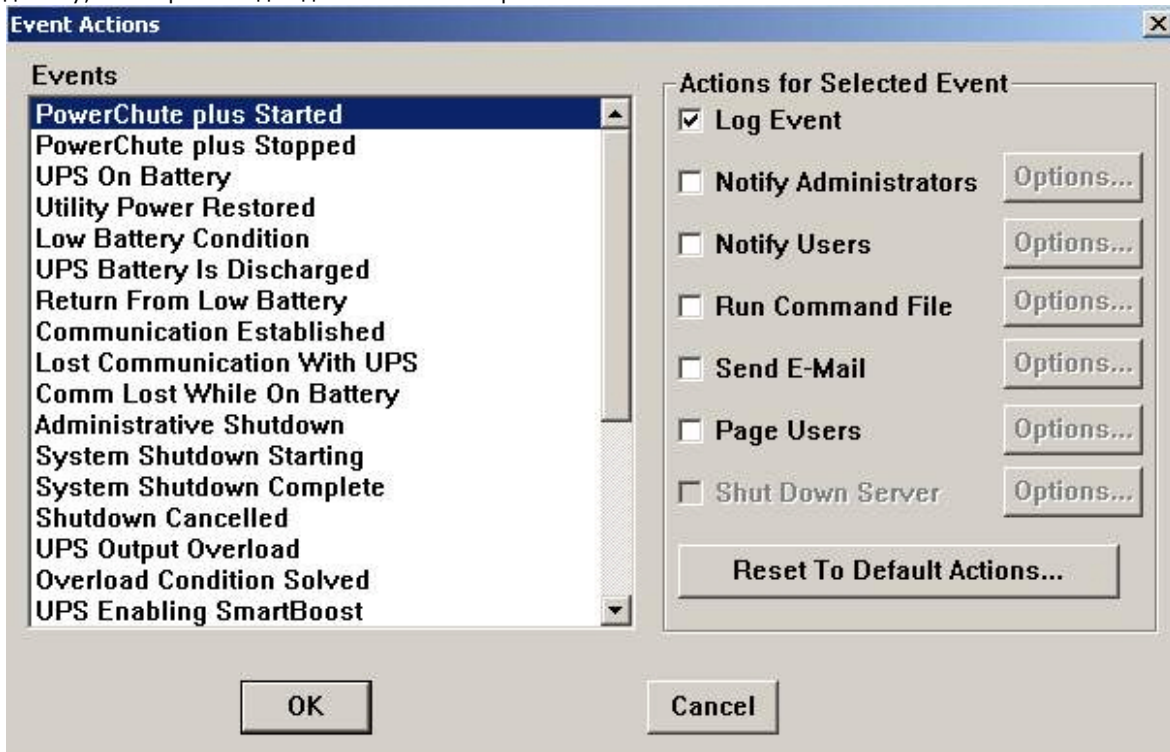 Event Actions
Events
PowerChute plus Started
PowerChute plus Stopped
UPS On Battery
Utility Power Restored
Low Battery Condition
UPS Battery Is Discharged
Return From Low Battery
Communication Established
Lost Communication With UPS
Comm Lost While On Battery
Administrative Shutdown
System Shutdown Starting
System Shutdown Complete
Shutdown Cancelled
UPS Output Overload
Overload Condition Solved
UPS Enabling SmartBoost
Actions for Selected Event
Log Event
Notify Administrators Options...
Notify Users Options...
Run Command File Options...
Send E-Mail Options...
Page Users Options...
Shut Down Server Options...
Reset To Default Actions...
OK
Cancel